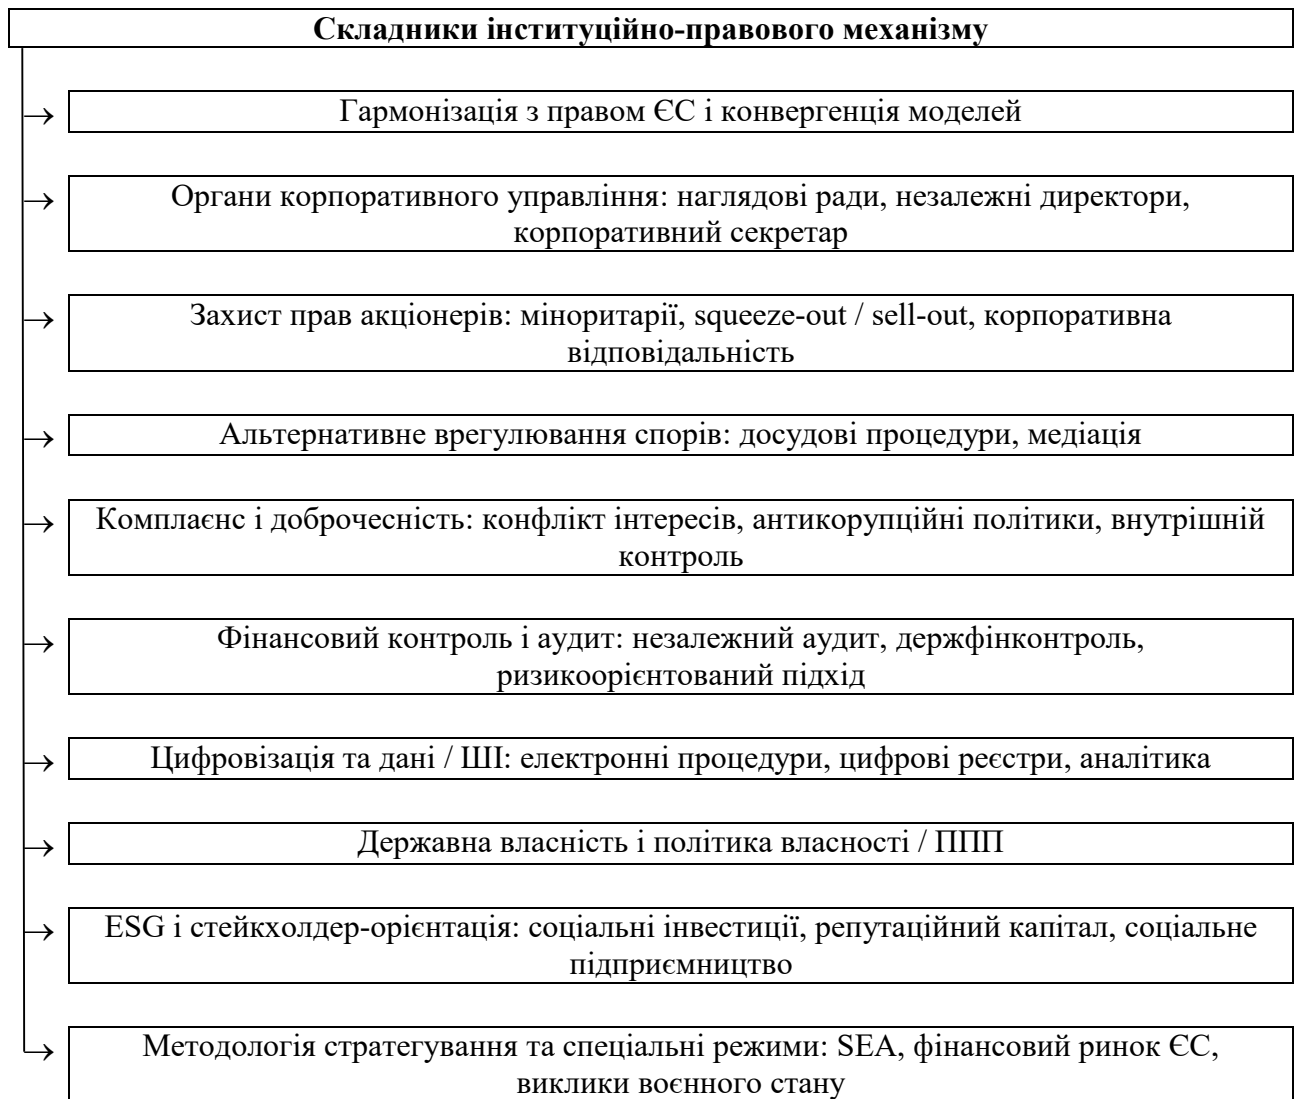 Складники інституційно-правового механізму
Гармонізація з правом ЄС і конвергенція моделей
Органи корпоративного управління: наглядові ради, незалежні директори,
корпоративний секретар
Захист прав акціонерів: міноритарії, squeeze-out / sell-out, корпоративна
відповідальність
Альтернативне врегулювання спорів: досудові процедури, медіація
Комплаєнс і доброчесність: конфлікт інтересів, антикорупційні політики, внутрішній
контроль
Фінансовий контроль і аудит: незалежний аудит, держфінконтроль,
ризикоорієнтований підхід
Цифровізація та дані / ШІ: електронні процедури, цифрові реєстри, аналітика
Державна власність і політика власності / ППП
ESG і стейкхолдер-орієнтація: соціальні інвестиції, репутаційний капітал, соціальне
підприємництво
Методологія стратегування та спеціальні режими: SEA, фінансовий ринок ЄС,
виклики воєнного стану